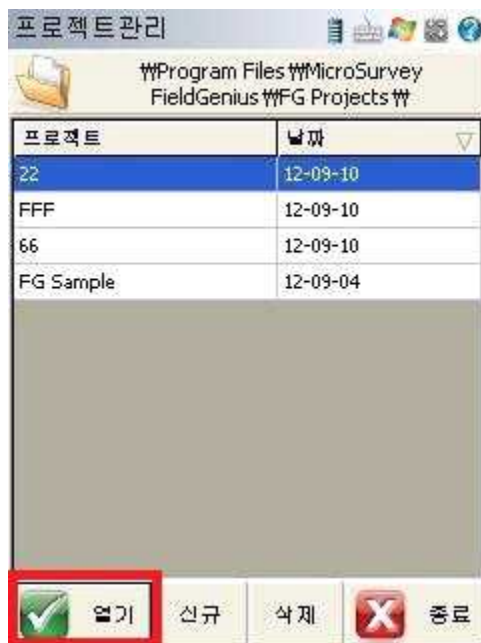 프로젝트관리
₩Program Files₩MicroSurvey
FieldGenius₩FG Projects₩
프로젝트 날짜
22 12-09-10
FFF 12-09-10
66 12-09-10
FG Sample 12-09-04
열기 신규 삭제 종료